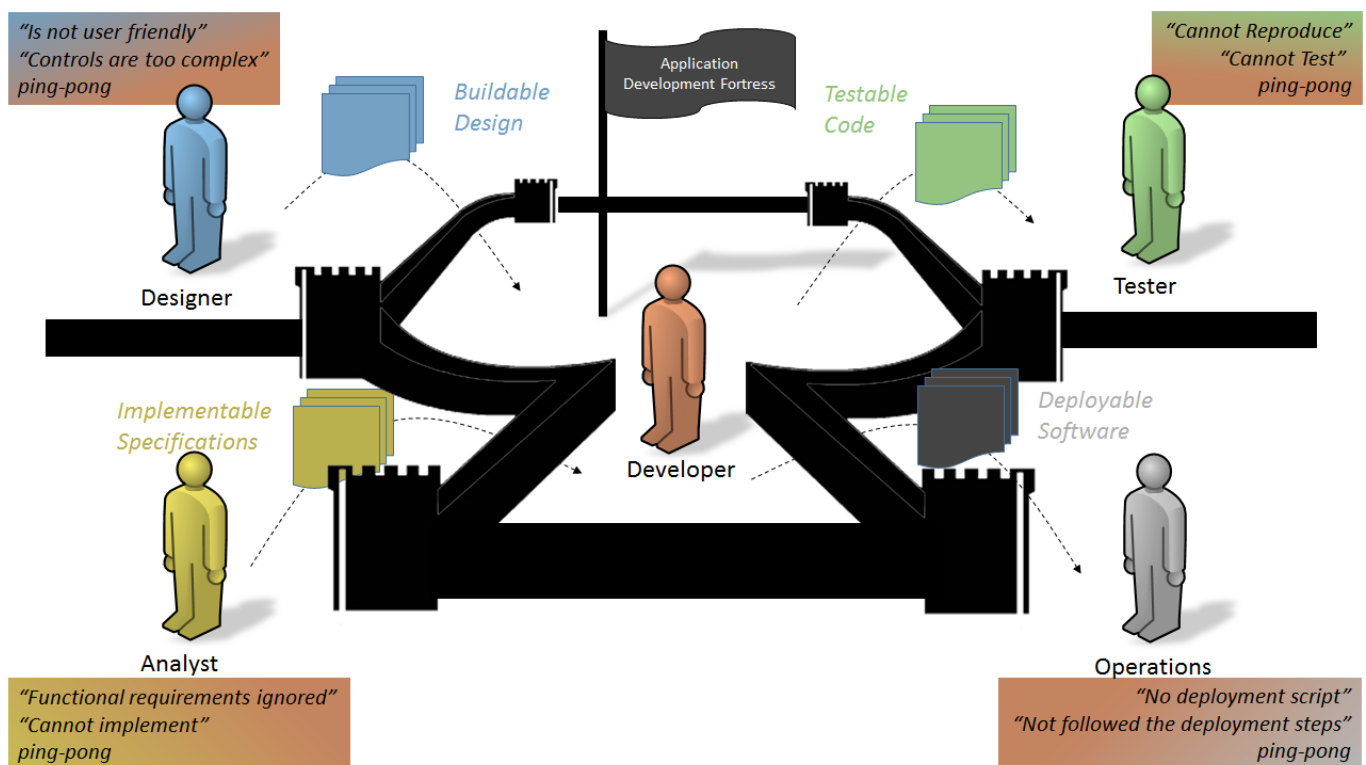 “Is not user friendly”
“Controls are too complex”
ping-pong
Buildable
Design
Application
Development Fortress
Testable
Code
“Cannot Reproduce”
“Cannot Test”
ping-pong
Designer
Tester
Implementable
Specifications
Developer
Deployable
Software
Analyst
“Functional requirements ignored”
“Cannot implement”
ping-pong
Operations
“No deployment script”
“Not followed the deployment steps”
ping-pong